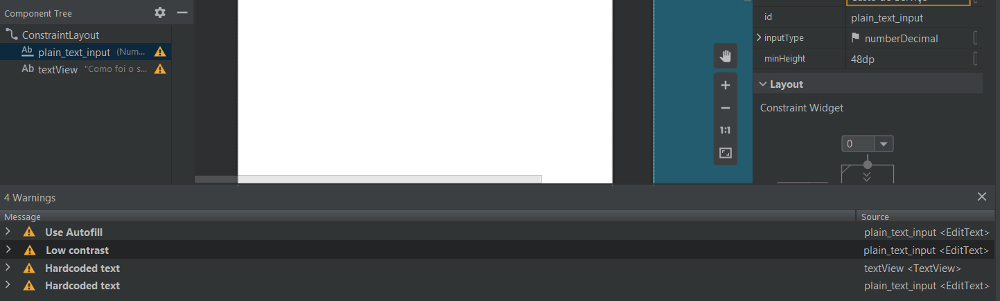 Component Tree
ConstraintLayout
Ab plain_text_input (Num...
Ab textView "Como foi o s...
1:1
id plain_text_input
inputType numberDecimal
minHeight 48dp
Layout
Constraint Widget
0
4 Warnings
Message Source
Use Autofill plain_text_input <EditText>
Low contrast plain_text_input <EditText>
Hardcoded text textView <TextView>
Hardcoded text plain_text_input <EditText>